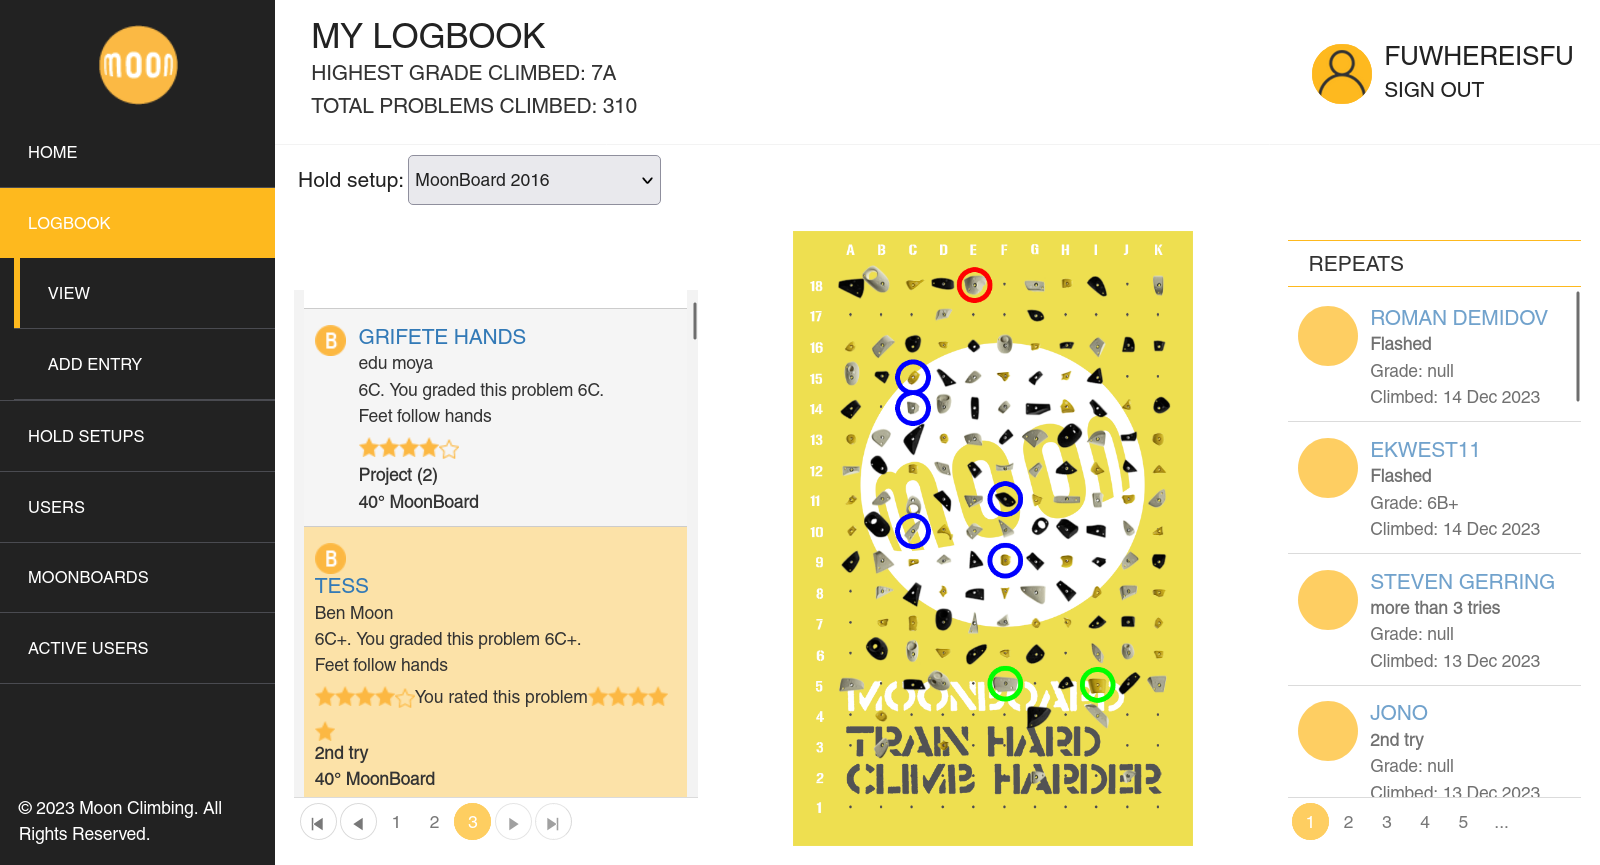 moon
HOME
LOGBOOK
VIEW
ADD ENTRY
HOLD SETUPS
USERS
MOONBOARDS
ACTIVE USERS
© 2023 Moon Climbing. All
Rights Reserved.
MY LOGBOOK
HIGHEST GRADE CLIMBED: 7A
TOTAL PROBLEMS CLIMBED: 310
FUWHEREISFU
SIGN OUT
Hold setup: MoonBoard 2016
B
GRIFETE HANDS
edu moya
6C. You graded this problem 6C.
Feet follow hands
Project (2)
40° MoonBoard
B
TESS
Ben Moon
6C+. You graded this problem 6C+.
Feet follow hands
You rated this problem
2nd try
40° MoonBoard
1 2 3
A B C D E F G H I J K
18
17
16
15
14
13
12
11
10
9
8
7
6
5
4
3
2
1
moon
MOONBOARD
TRAIN HARD
CLIMB HARDER
REPEATS
ROMAN DEMIDOV
Flashed
Grade: null
Climbed: 14 Dec 2023
EKWEST11
Flashed
Grade: 6B+
Climbed: 14 Dec 2023
STEVEN GERRING
more than 3 tries
Grade: null
Climbed: 13 Dec 2023
JONO
2nd try
Grade: null
Climbed: 13 Dec 2023
1 2 3 4 5 ...